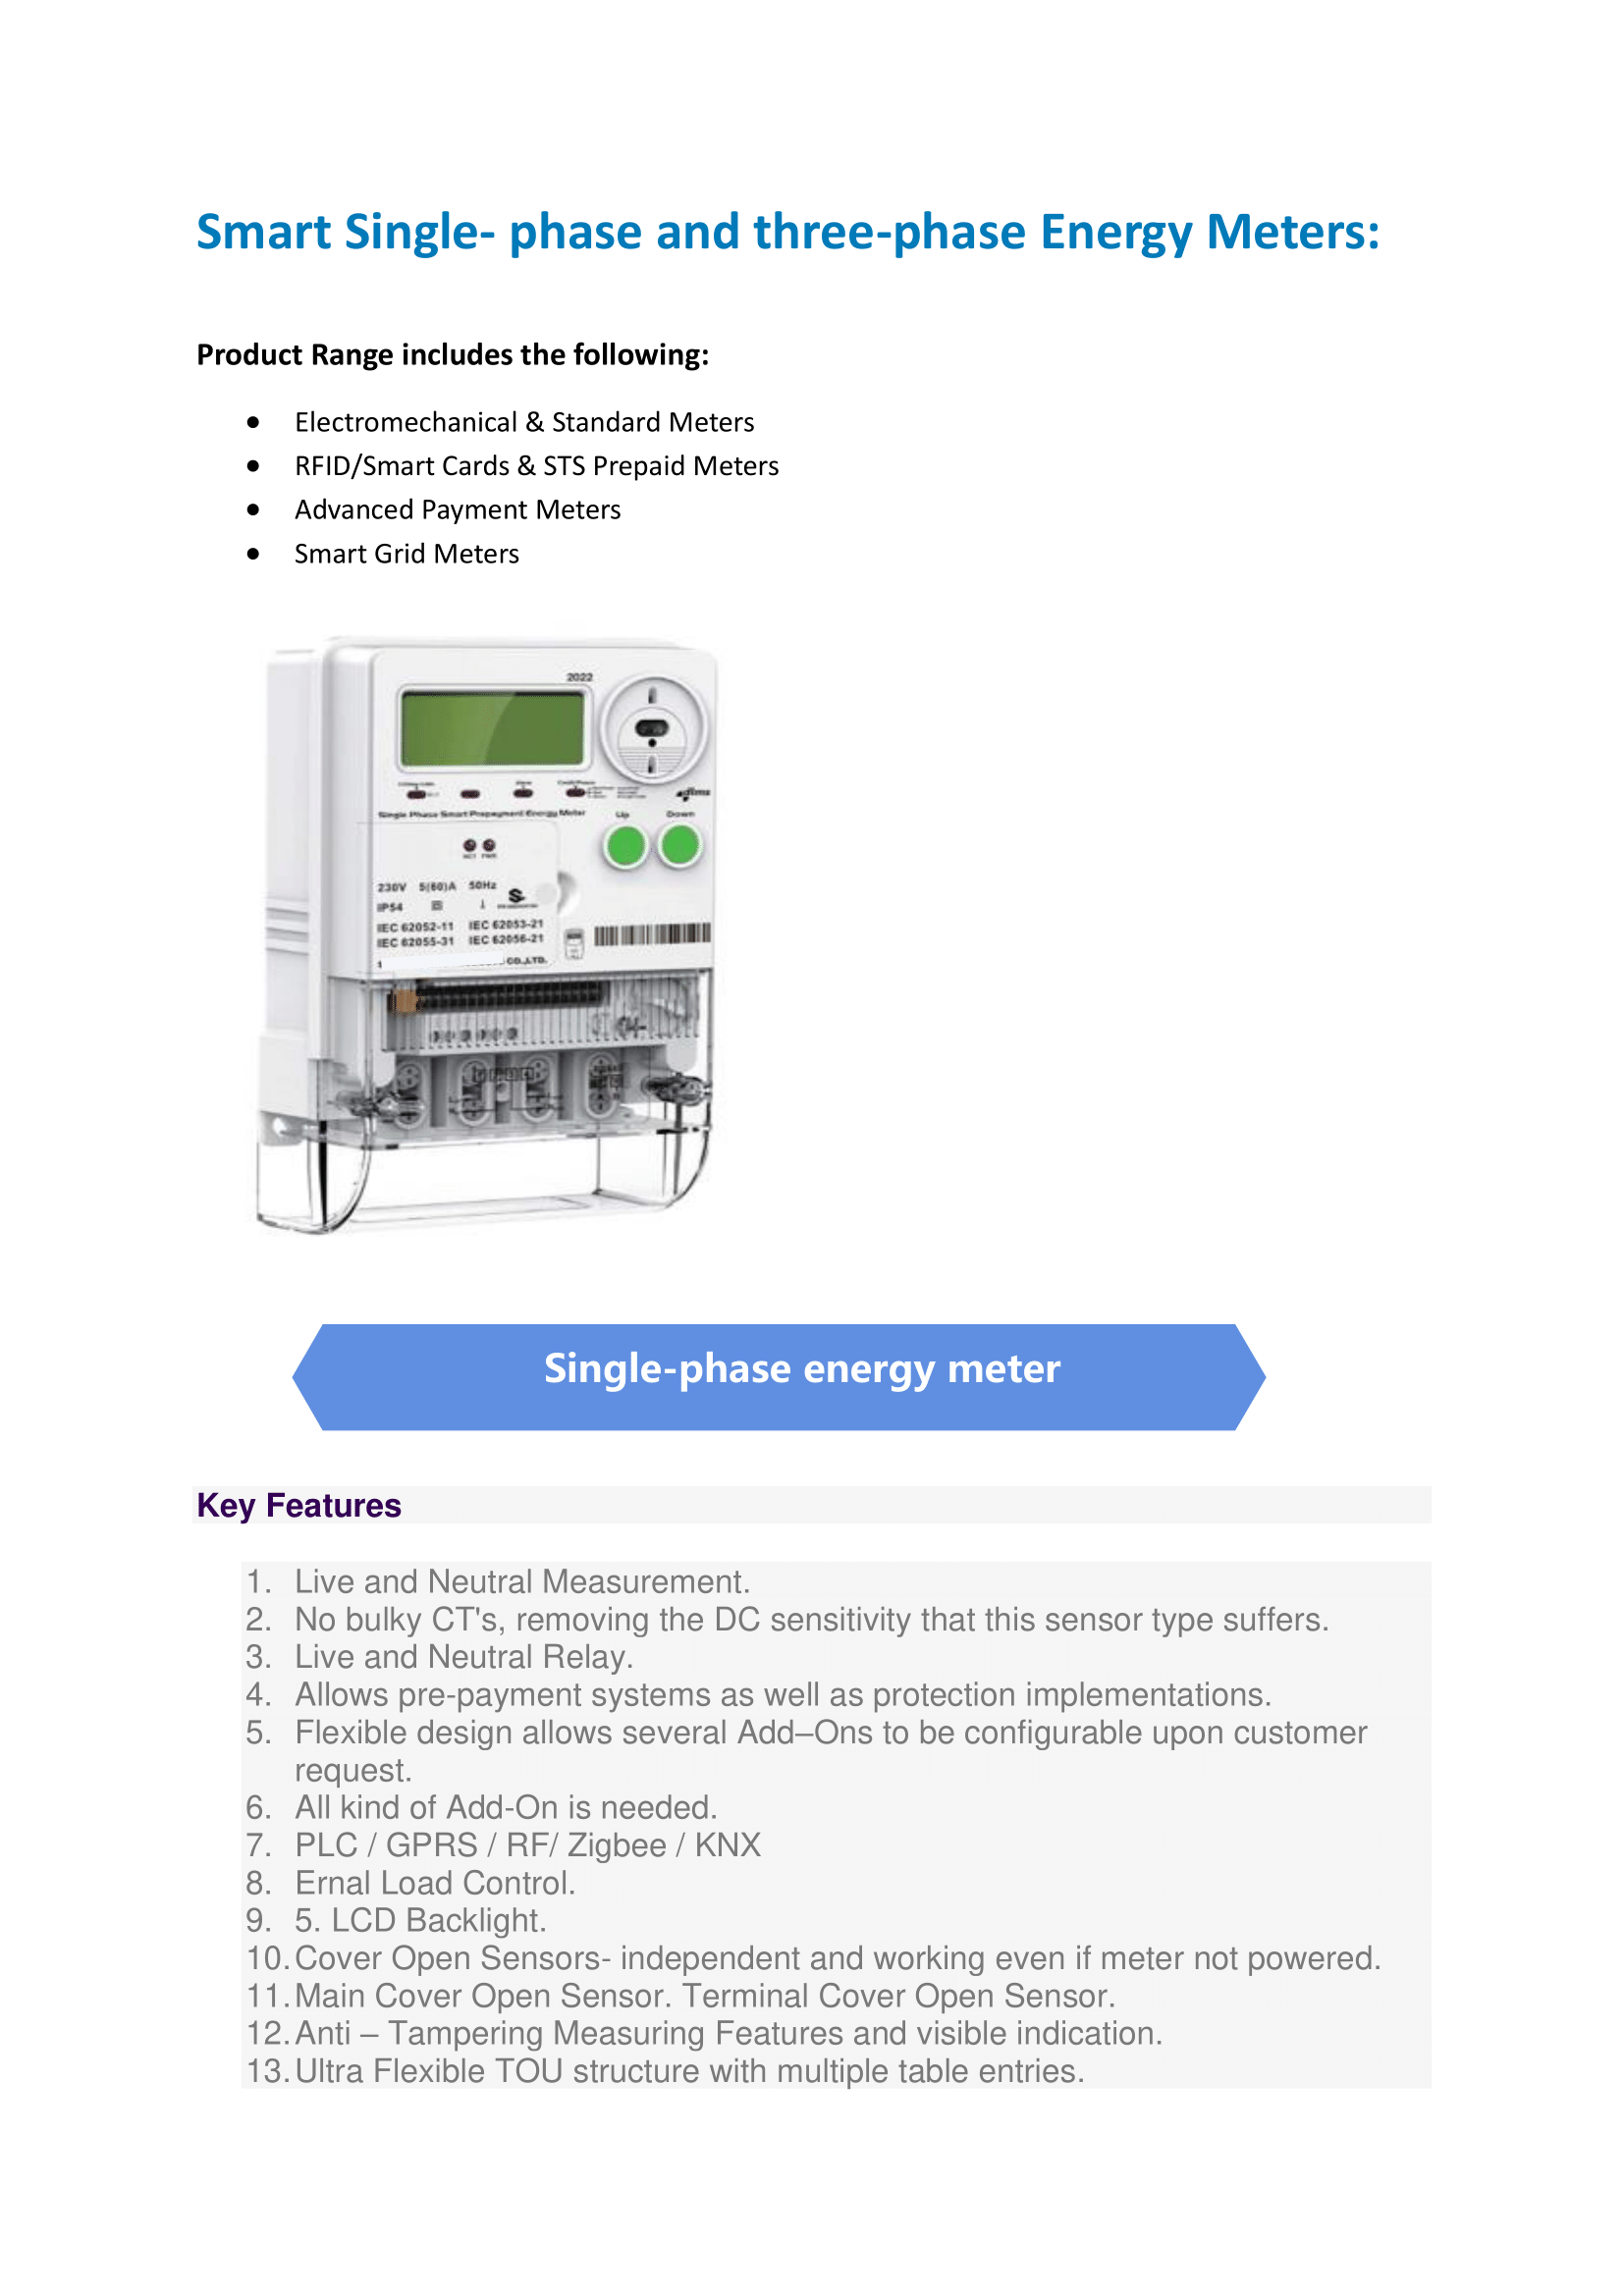 Smart Single- phase and three-phase Energy Meters:
Product Range includes the following:
• Electromechanical & Standard Meters
• RFID/Smart Cards & STS Prepaid Meters
• Advanced Payment Meters
• Smart Grid Meters
2022
Single Phase Smart Prepayment Energy Meter
Up Down
230V 5(60)A 50Hz
IP54
IEC 62052-11 IEC 62053-21
IEC 62055-31 IEC 62056-21
CO.,LTD.
Single-phase energy meter
Key Features
1. Live and Neutral Measurement.
2. No bulky CT's, removing the DC sensitivity that this sensor type suffers.
3. Live and Neutral Relay.
4. Allows pre-payment systems as well as protection implementations.
5. Flexible design allows several Add–Ons to be configurable upon customer
request.
6. All kind of Add-On is needed.
7. PLC / GPRS / RF/ Zigbee / KNX
8. Ernal Load Control.
9. 5. LCD Backlight.
10. Cover Open Sensors- independent and working even if meter not powered.
11. Main Cover Open Sensor. Terminal Cover Open Sensor.
12. Anti – Tampering Measuring Features and visible indication.
13. Ultra Flexible TOU structure with multiple table entries.